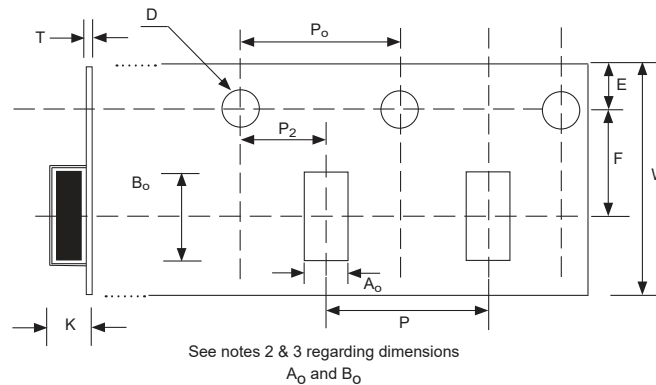 T
D
Po
E
P2
F
W
Bo
Ao
K
P
See notes 2 & 3 regarding dimensions
Ao and Bo